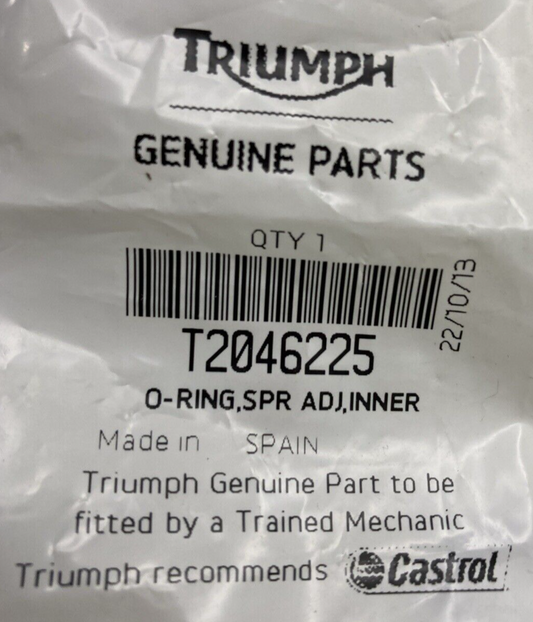 TRIUMPH
GENUINE PARTS
QTY 1
22/10/13
T2046225
O-RING,SPR ADJ,INNER
Made in SPAIN
Triumph Genuine Part to be
fitted by a Trained Mechanic
Triumph recommends Castrol